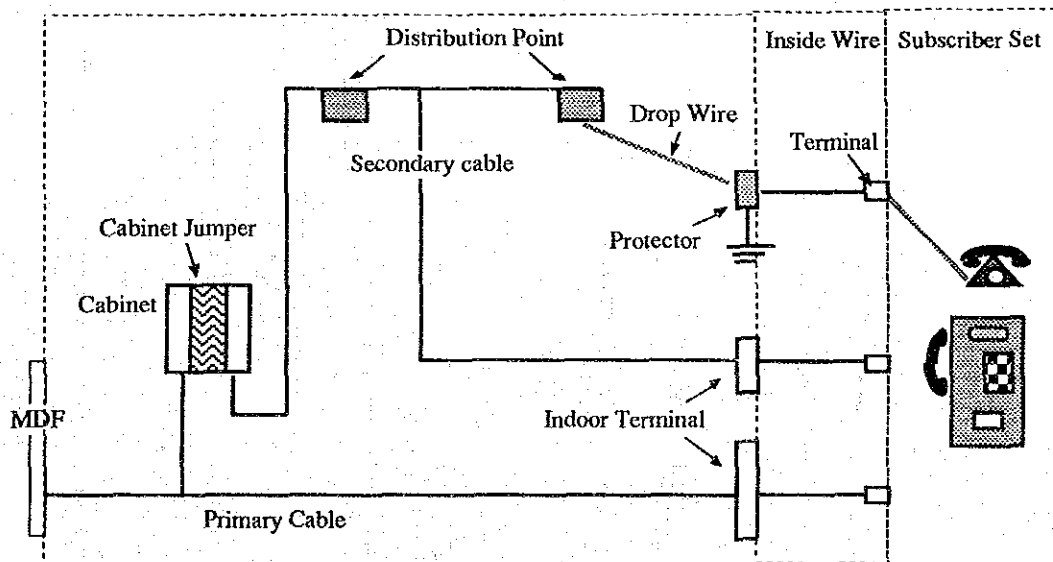 Distribution Point
Inside Wire
Subscriber Set
Drop Wire
Terminal
Secondary cable
Cabinet Jumper
Protector
Cabinet
MDF
Indoor Terminal
Primary Cable